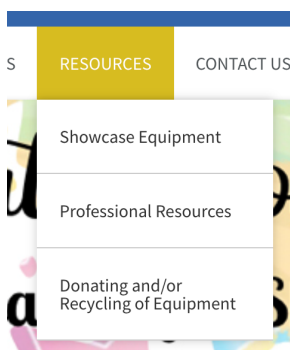 S RESOURCES CONTACT US
Showcase Equipment
Professional Resources
Donating and/or
Recycling of Equipment